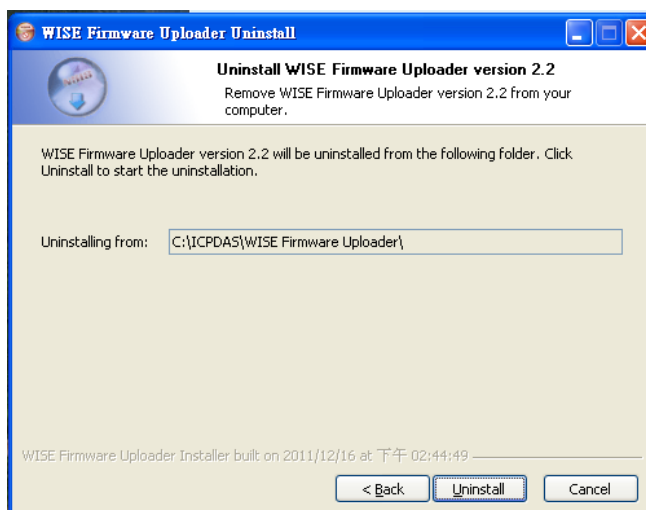 WISE Firmware Uploader Uninstall
Uninstall WISE Firmware Uploader version 2.2
Remove WISE Firmware Uploader version 2.2 from your
computer.
WISE Firmware Uploader version 2.2 will be uninstalled from the following folder. Click
Uninstall to start the uninstallation.
Uninstalling from: C:\ICPDAS\WISE Firmware Uploader\
WISE Firmware Uploader Installer built on 2011/12/16 at 下午 02:44:49
< Back Uninstall Cancel